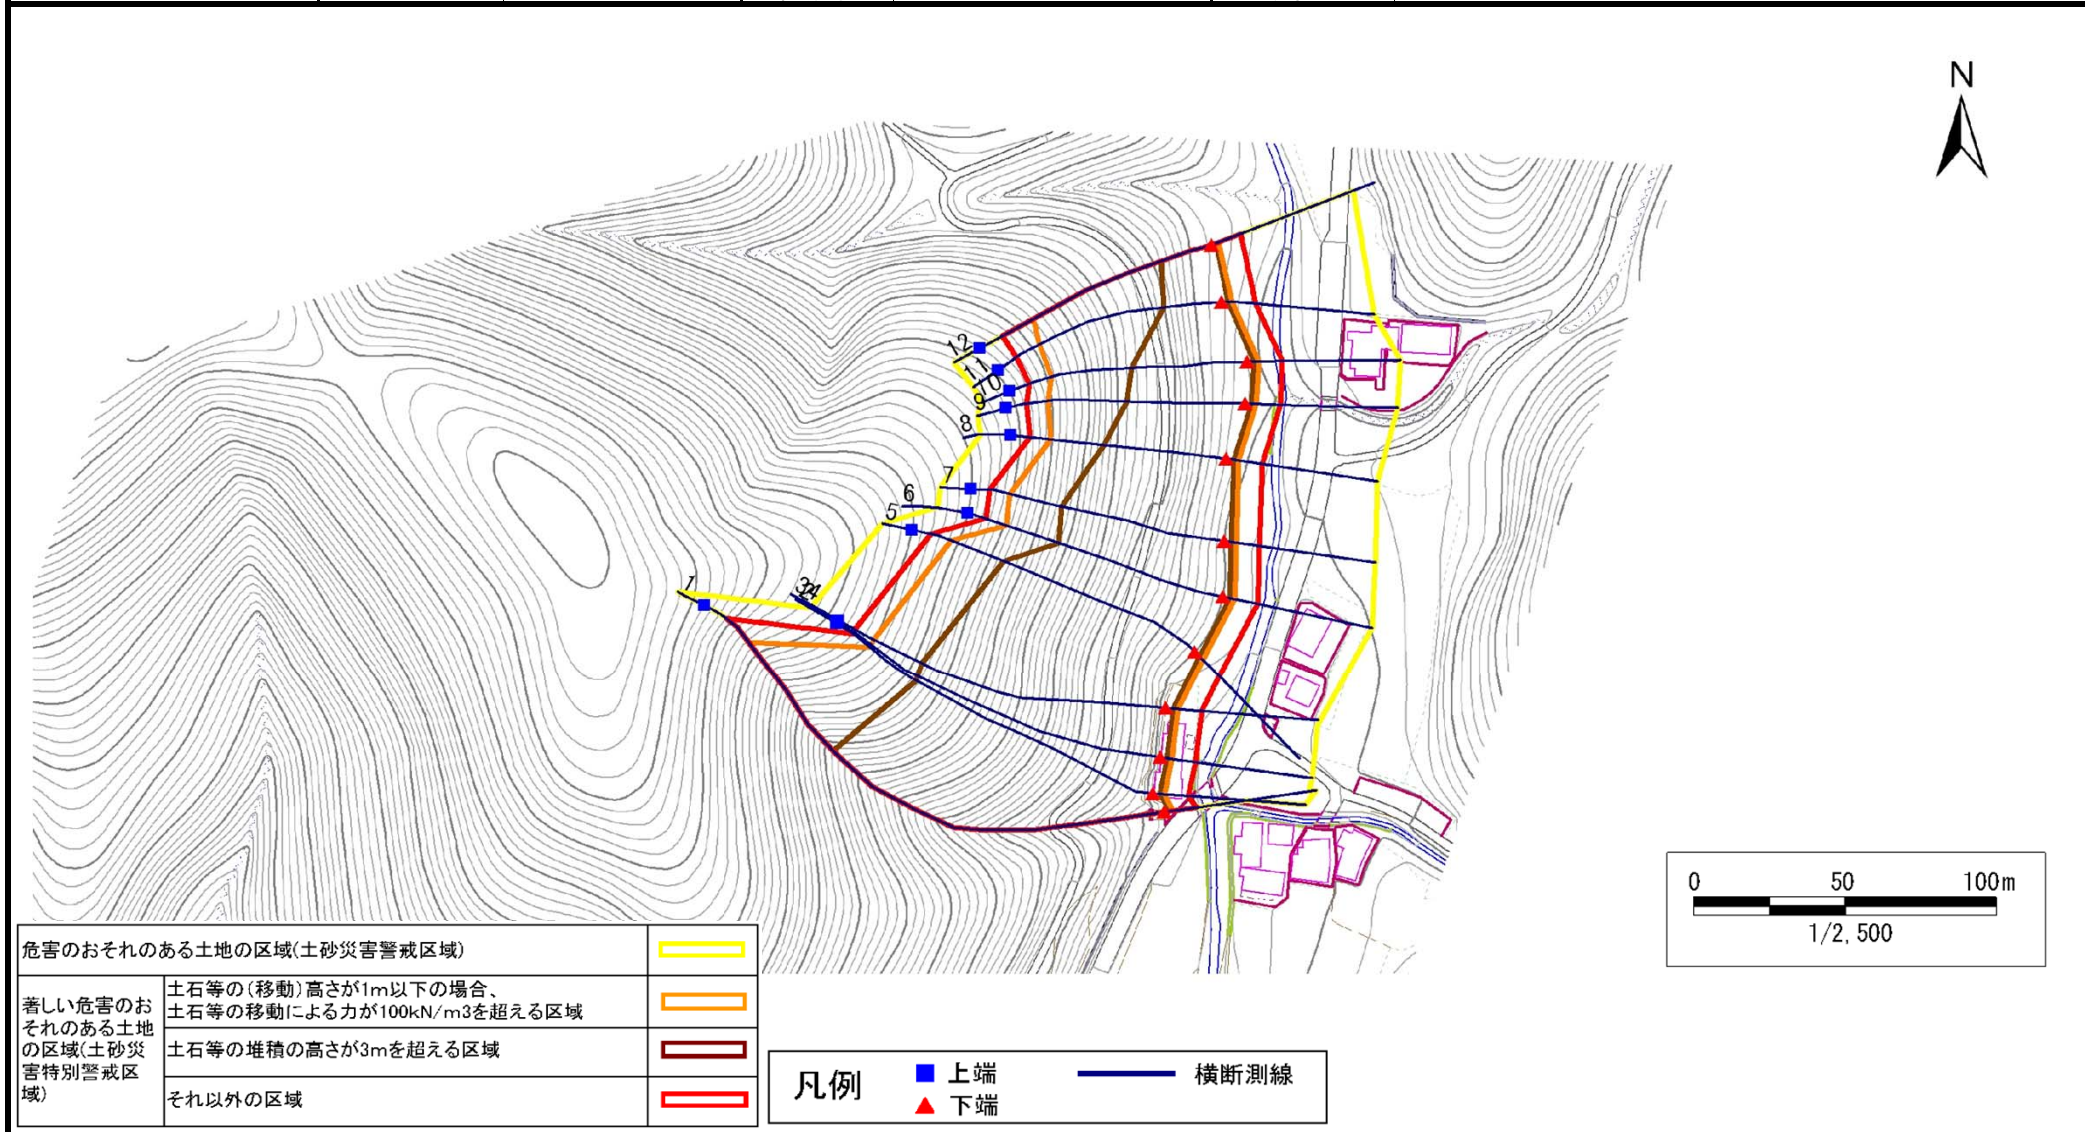 N
12
11
10
9
8
7
6
5
34
2
1
0 50 100m
1/2,500
危害のおそれのある土地の区域(土砂災害警戒区域)
著しい危害のお
それのある土地
の区域(土砂災
害特別警戒区
域)
土石等の(移動)高さが1m以下の場合、
土石等の移動による力が100kN/m3を超える区域
土石等の堆積の高さが3mを超える区域
それ以外の区域
凡例
上端
横断測線
下端